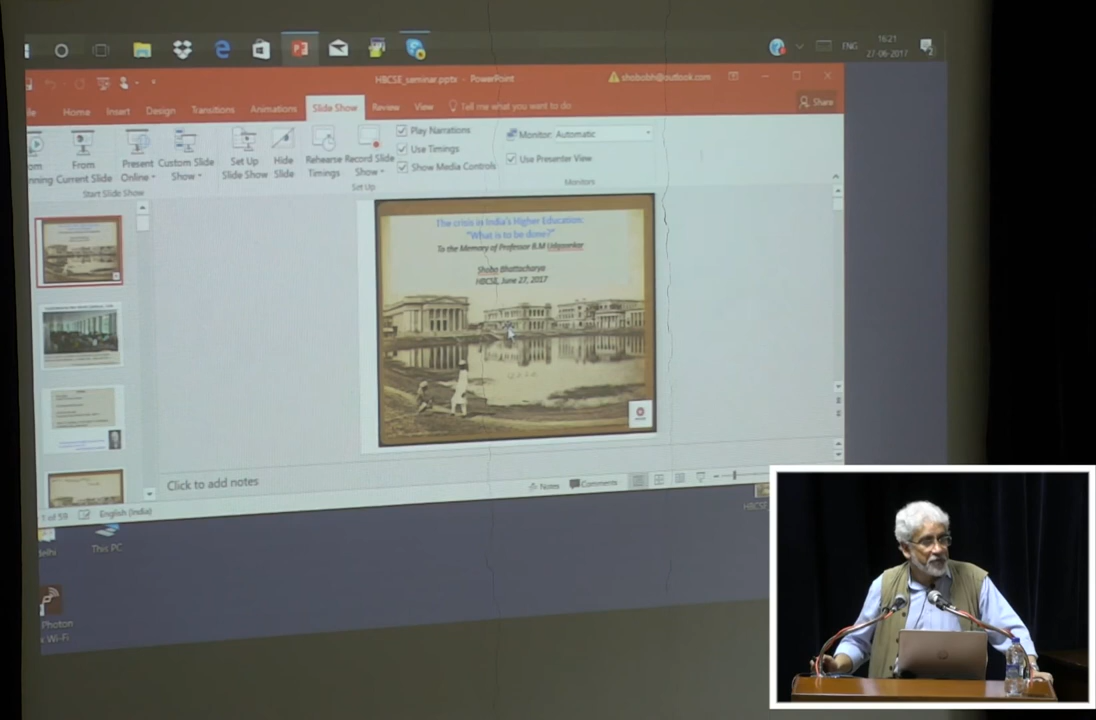 16:21
ENG
27-06-2017
HBCSE_seminar.pptx - PowerPoint
shobobh@outlook.com
Home
Insert
Design
Transitions
Animations
Slide Show
Review
View
Tell me what you want to do
Share
From
Current Slide
Present
Online
Custom Slide
Show
Set Up
Slide Show
Hide
Slide
Rehearse
Timings
Record Slide
Show
Play Narrations
Use Timings
Show Media Controls
Monitor: Automatic
Use Presenter View
Start Slide Show
Set Up
Monitors
The crisis in India's Higher Education:
"What is to be done?"
To the Memory of Professor B.M Udgaonkar
Shobo Bhattacharya
HBCSE, June 27, 2017
Click to add notes
Notes
Comments
1 of 59
English (India)
HBCSE
elhi
This PC
Photon
Wi-Fi